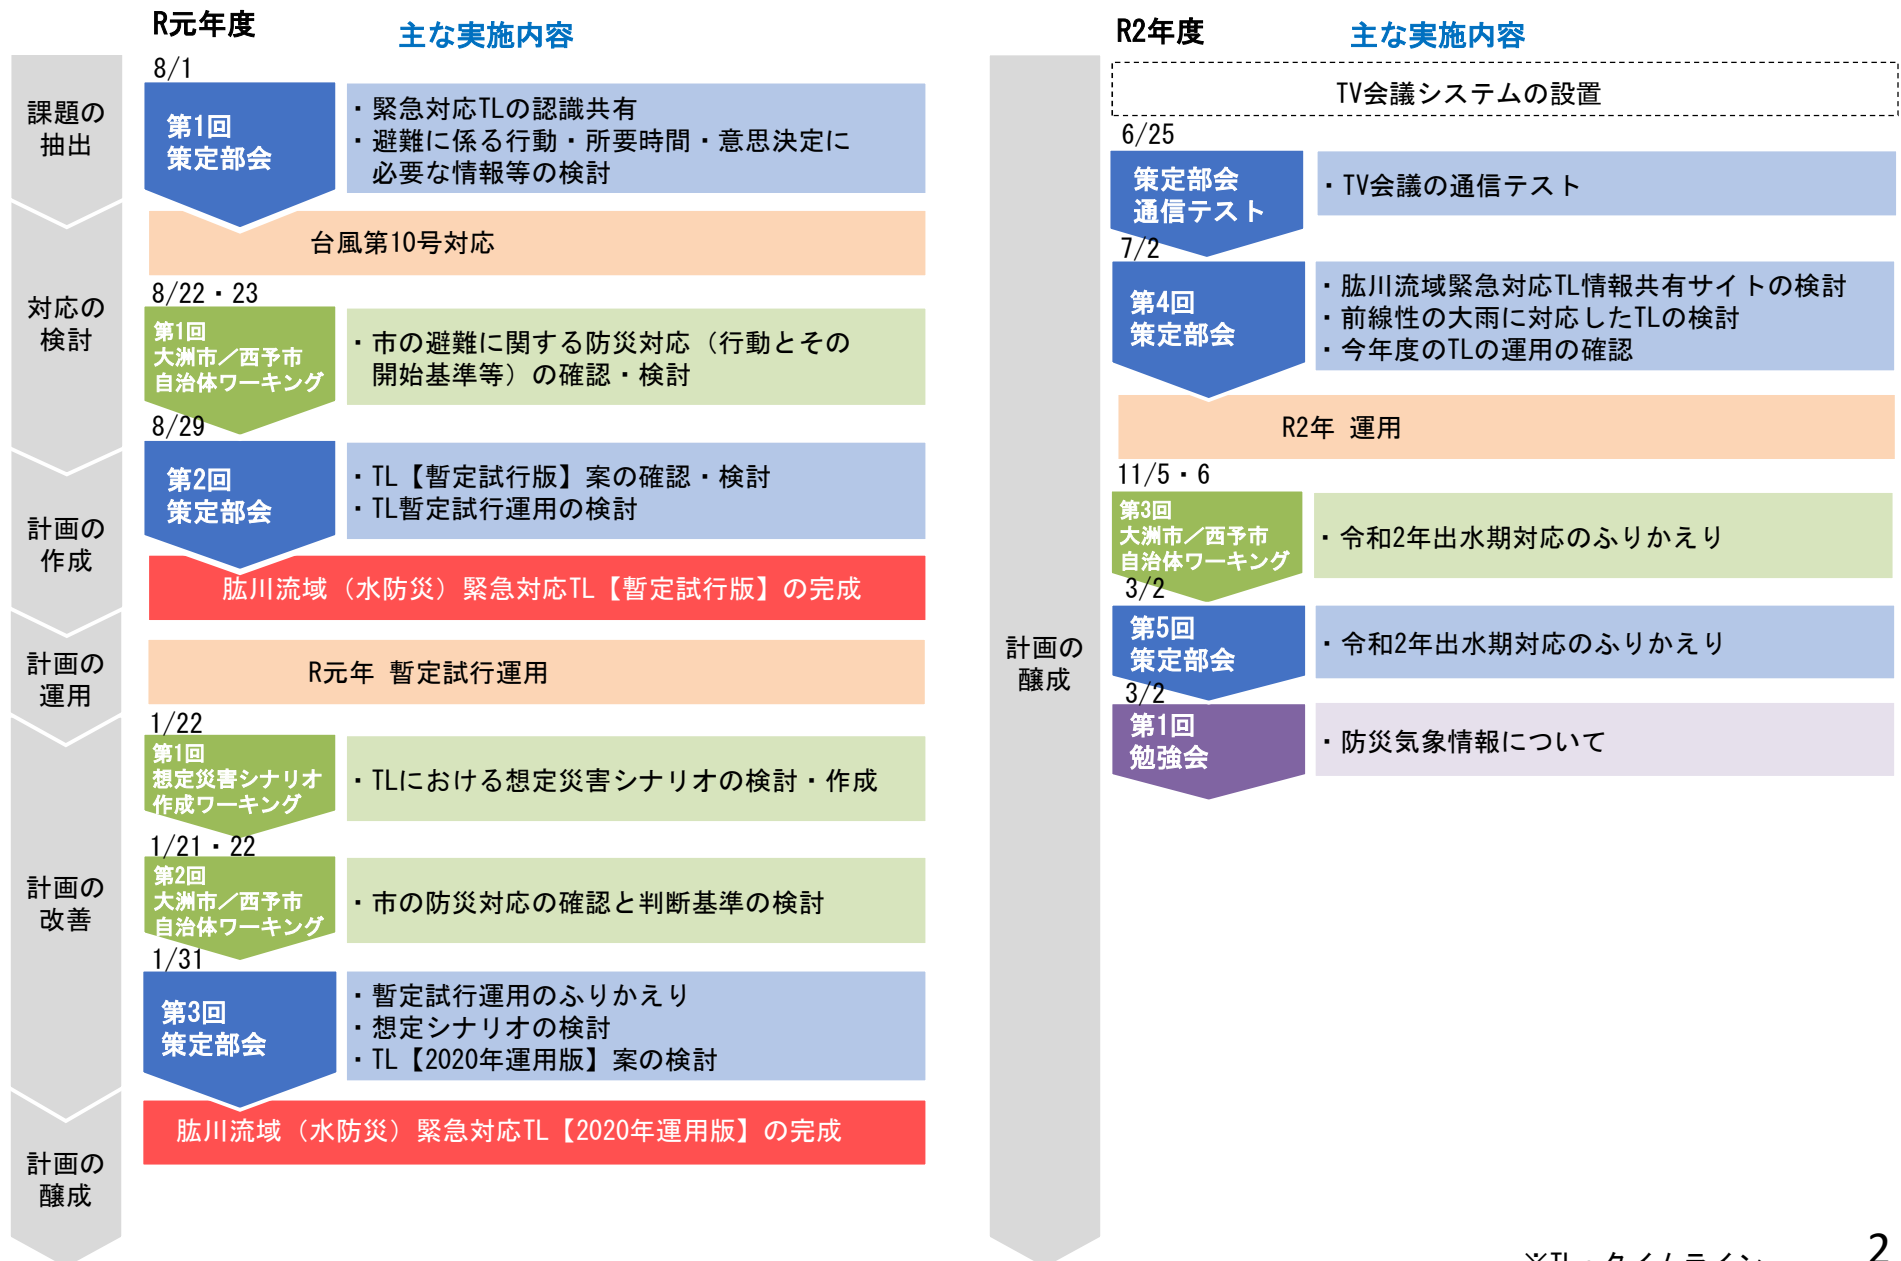 R元年度
主な実施内容
課題の
抽出
8/1
第1回
策定部会
・緊急対応TLの認識共有
・避難に係る行動・所要時間・意思決定に
必要な情報等の検討
対応の
検討
台風第10号対応
8/22・23
第1回
大洲市／西予市
自治体ワーキング
・市の避難に関する防災対応（行動とその
開始基準等）の確認・検討
8/29
第2回
策定部会
・TL【暫定試行版】案の確認・検討
・TL暫定試行運用の検討
計画の
作成
肱川流域（水防災）緊急対応TL【暫定試行版】の完成
計画の
運用
R元年 暫定試行運用
1/22
第1回
想定災害シナリオ
作成ワーキング
・TLにおける想定災害シナリオの検討・作成
1/21・22
第2回
大洲市／西予市
自治体ワーキング
・市の防災対応の確認と判断基準の検討
計画の
改善
1/31
第3回
策定部会
・暫定試行運用のふりかえり
・想定シナリオの検討
・TL【2020年運用版】案の検討
肱川流域（水防災）緊急対応TL【2020年運用版】の完成
計画の
醸成
R2年度
主な実施内容
TV会議システムの設置
6/25
策定部会
通信テスト
・TV会議の通信テスト
7/2
第4回
策定部会
・肱川流域緊急対応TL情報共有サイトの検討
・前線性の大雨に対応したTLの検討
・今年度のTLの運用の確認
R2年 運用
11/5・6
第3回
大洲市／西予市
自治体ワーキング
・令和2年出水期対応のふりかえり
3/2
第5回
策定部会
・令和2年出水期対応のふりかえり
計画の
醸成
3/2
第1回
勉強会
・防災気象情報について
※TL：タイムライン
2